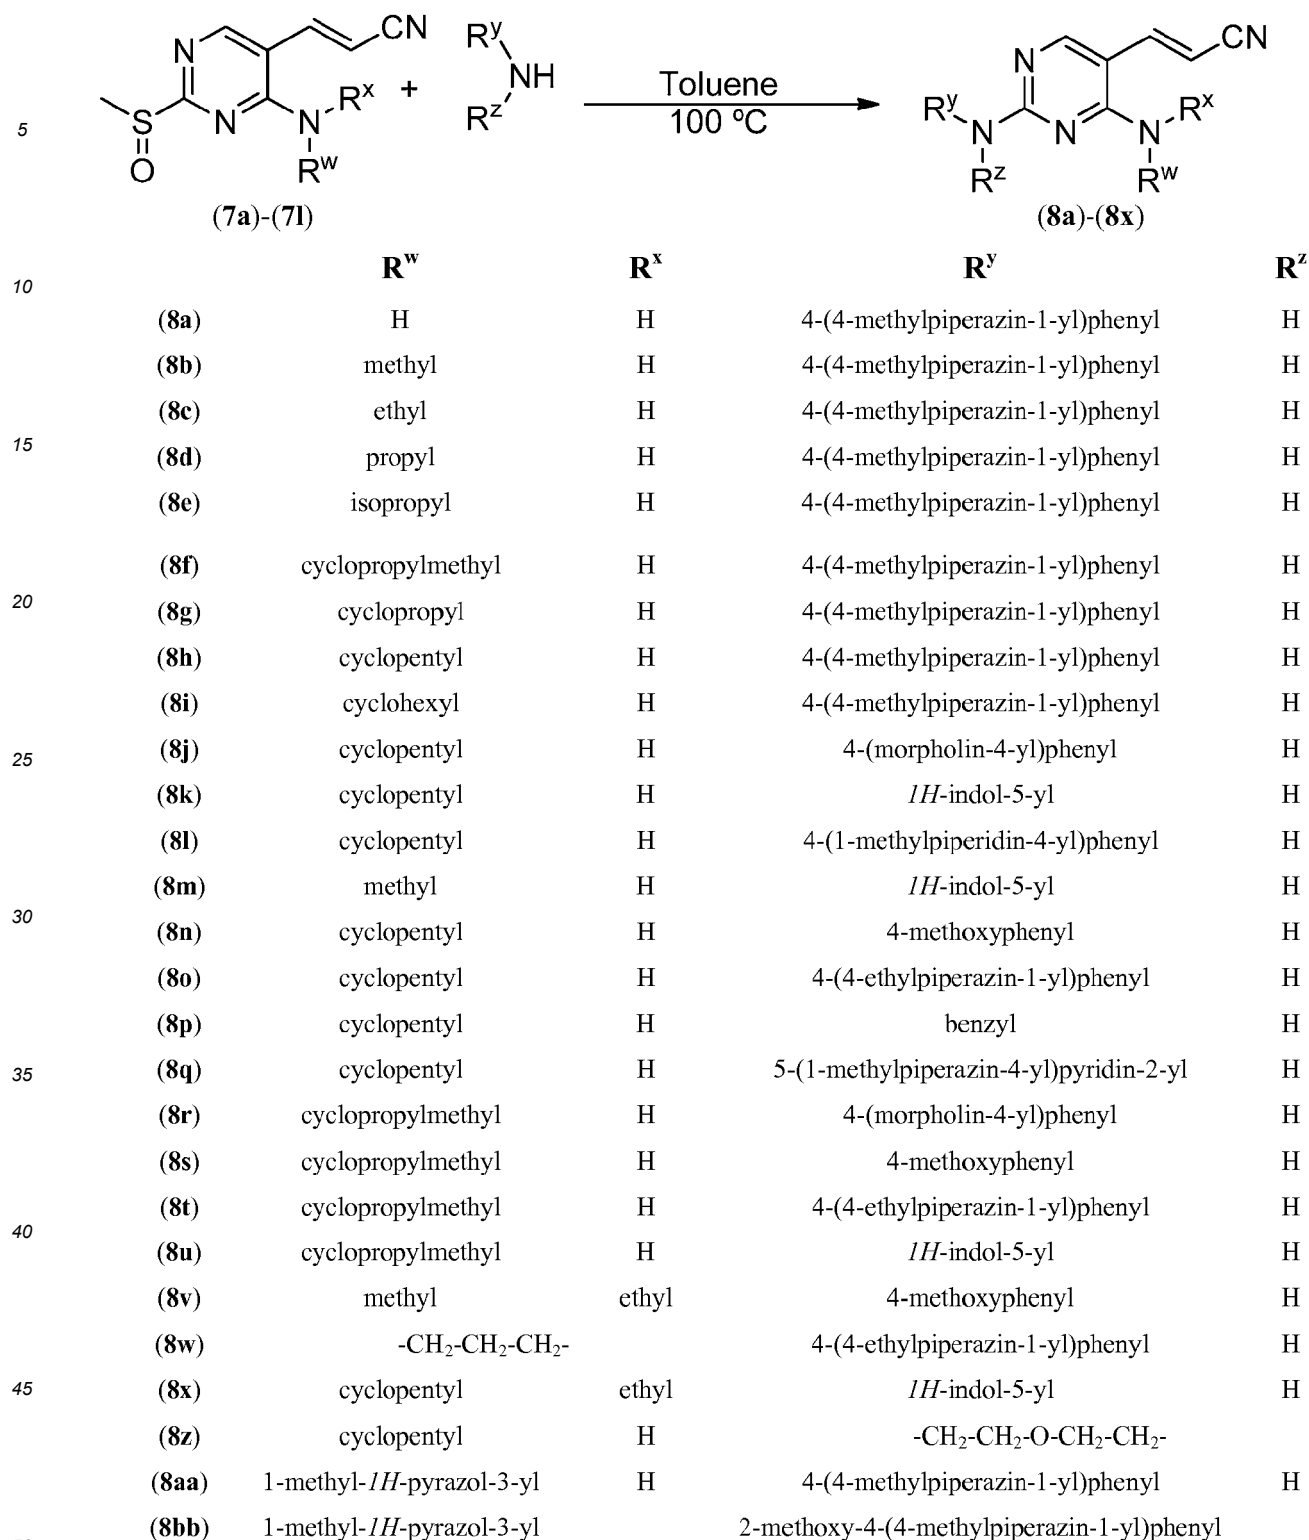 N CN R^y
+ NH Toluene
R^x R^z 100 ºC
5 S N N
O R^w
N CN
R^y N N N R^x
R^z R^w
(7a)-(7l) (8a)-(8x)
R^w R^x R^y R^z
10
(8a) H H 4-(4-methylpiperazin-1-yl)phenyl H
(8b) methyl H 4-(4-methylpiperazin-1-yl)phenyl H
(8c) ethyl H 4-(4-methylpiperazin-1-yl)phenyl H
15
(8d) propyl H 4-(4-methylpiperazin-1-yl)phenyl H
(8e) isopropyl H 4-(4-methylpiperazin-1-yl)phenyl H
(8f) cyclopropylmethyl H 4-(4-methylpiperazin-1-yl)phenyl H
20
(8g) cyclopropyl H 4-(4-methylpiperazin-1-yl)phenyl H
(8h) cyclopentyl H 4-(4-methylpiperazin-1-yl)phenyl H
(8i) cyclohexyl H 4-(4-methylpiperazin-1-yl)phenyl H
(8j) cyclopentyl H 4-(morpholin-4-yl)phenyl H
25
(8k) cyclopentyl H 1H-indol-5-yl H
(8l) cyclopentyl H 4-(1-methylpiperidin-4-yl)phenyl H
(8m) methyl H 1H-indol-5-yl H
30
(8n) cyclopentyl H 4-methoxyphenyl H
(8o) cyclopentyl H 4-(4-ethylpiperazin-1-yl)phenyl H
(8p) cyclopentyl H benzyl H
35 (8q) cyclopentyl H 5-(1-methylpiperazin-4-yl)pyridin-2-yl H
(8r) cyclopropylmethyl H 4-(morpholin-4-yl)phenyl H
(8s) cyclopropylmethyl H 4-methoxyphenyl H
(8t) cyclopropylmethyl H 4-(4-ethylpiperazin-1-yl)phenyl H
40
(8u) cyclopropylmethyl H 1H-indol-5-yl H
(8v) methyl ethyl 4-methoxyphenyl H
(8w) -CH₂-CH₂-CH₂- 4-(4-ethylpiperazin-1-yl)phenyl H
45 (8x) cyclopentyl ethyl 1H-indol-5-yl H
(8z) cyclopentyl H -CH₂-CH₂-O-CH₂-CH₂-
(8aa) 1-methyl-1H-pyrazol-3-yl H 4-(4-methylpiperazin-1-yl)phenyl H
(8bb) 1-methyl-1H-pyrazol-3-yl 2-methoxy-4-(4-methylpiperazin-1-yl)phenyl